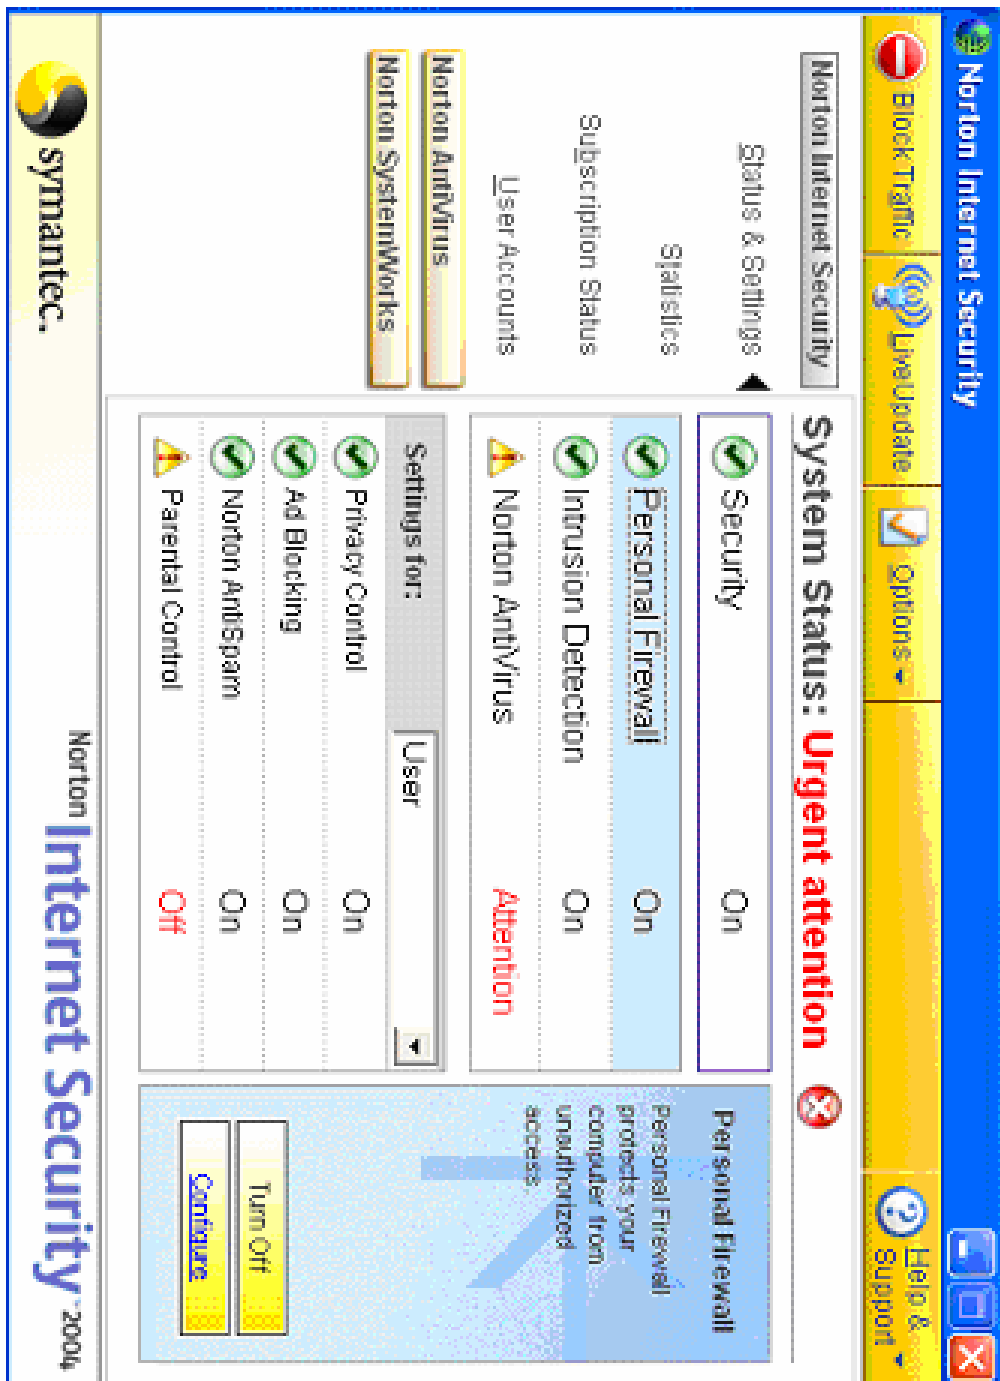 Norton Internet Security
Block Traffic
LiveUpdate
Options
Help &
Support
Norton Internet Security
Status & Settings
Statistics
Subscription Status
User Accounts
Norton AntiVirus
Norton SystemWorks
System Status: Urgent attention
Security On
Personal Firewall On
Intrusion Detection On
Norton AntiVirus Attention
Settings for: User
Privacy Control On
Ad Blocking On
Norton AntiSpam On
Parental Control Off
Personal Firewall
Personal Firewall
protects your
computer from
unauthorized
access.
Turn Off
Configure
symantec.
Norton Internet Security 2004